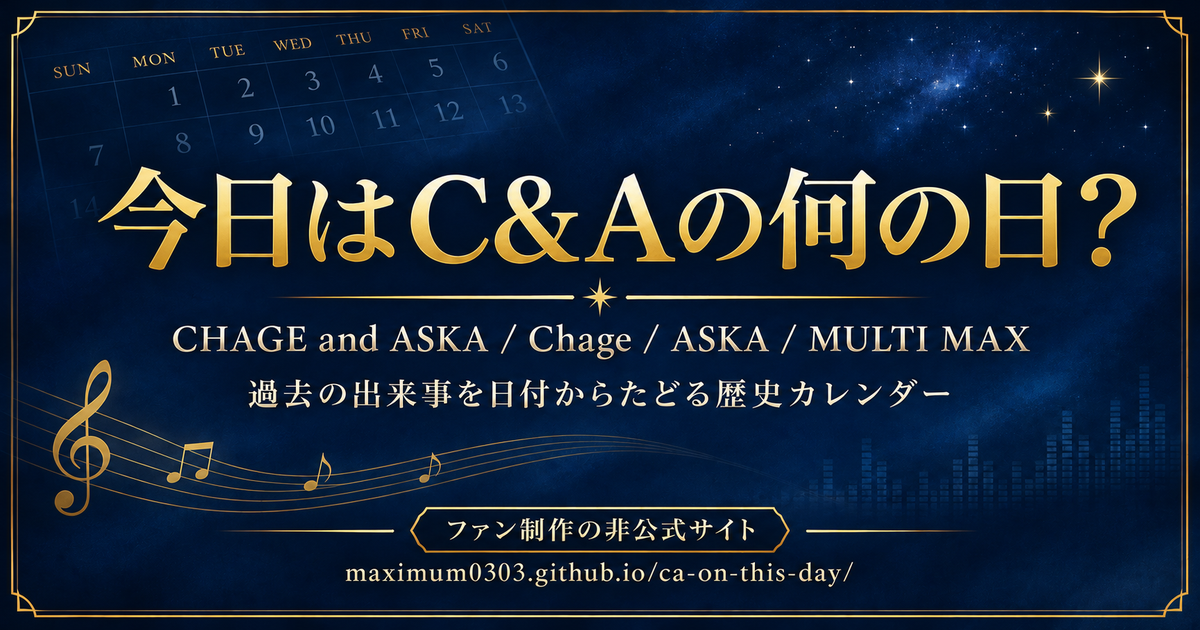 SUN MON TUE WED THU FRI SAT
1 2 3 4 5 6
7 8 9 10 11 12 13
14
今日はC&Aの何の日?
CHAGE and ASKA / Chage / ASKA / MULTI MAX
過去の出来事を日付からたどる歴史カレンダー
ファン制作の非公式サイト
maximum0303.github.io/ca-on-this-day/